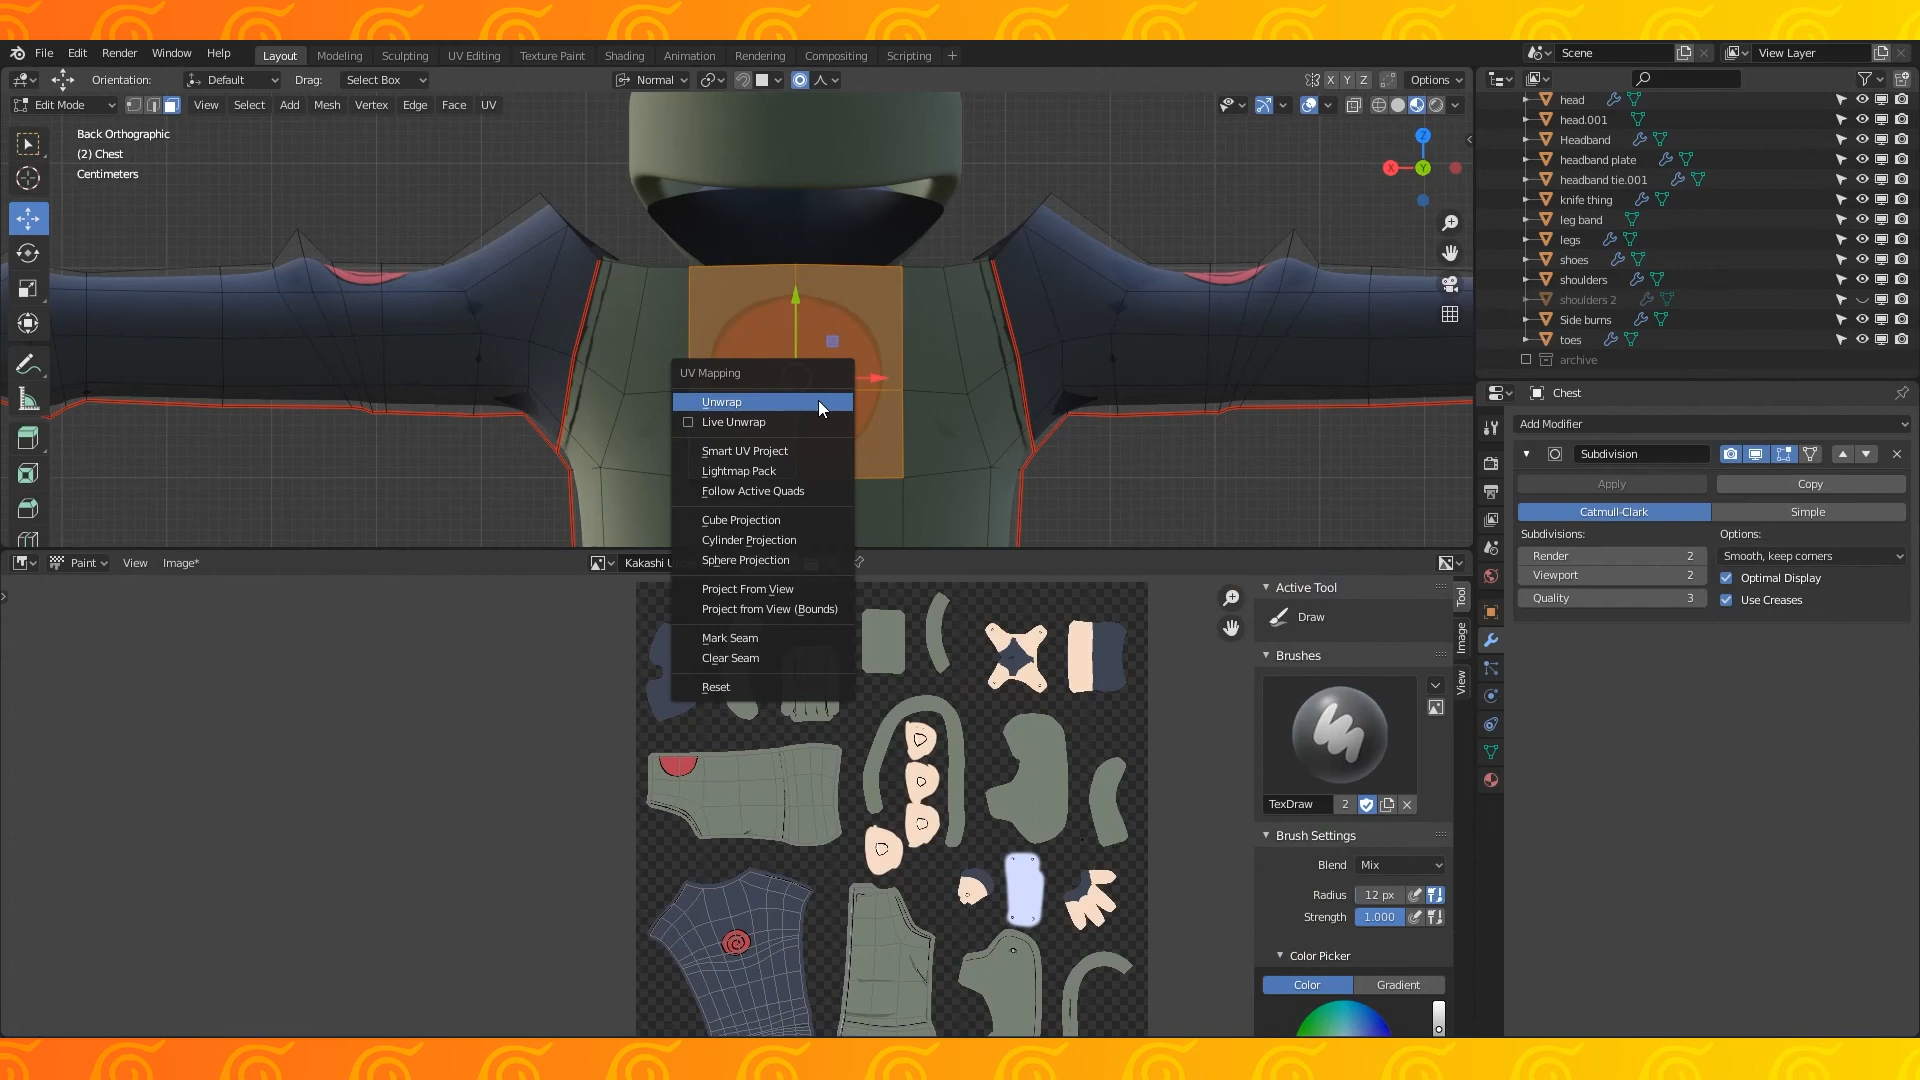 File Edit Render Window Help Layout Modeling Sculpting UV Editing Texture Paint Shading Animation Rendering Compositing Scripting + Scene View Layer
Orientation: Default Drag: Select Box Normal X Y Z Options
Edit Mode View Select Add Mesh Vertex Edge Face UV
Back Orthographic
(2) Chest
Centimeters
Z
X
Y
head
head.001
Headband
headband plate
headband tie.001
knife thing
leg band
legs
shoes
shoulders
shoulders 2
Side burns
toes
archive
UV Mapping
Unwrap
Live Unwrap
Smart UV Project
Lightmap Pack
Follow Active Quads
Cube Projection
Cylinder Projection
Sphere Projection
Project From View
Project from View (Bounds)
Mark Seam
Clear Seam
Reset
Chest
Add Modifier
Subdivision
Apply Copy
Catmull-Clark Simple
Subdivisions: Options:
Render 2 Smooth, keep corners
Viewport 2 Optimal Display
Quality 3 Use Creases
Paint View Image* Kakashi
Active Tool
Draw
Brushes
TexDraw 2
Brush Settings
Blend Mix
Radius 12 px
Strength 1.000
Color Picker
Color Gradient
Tool
Image
View